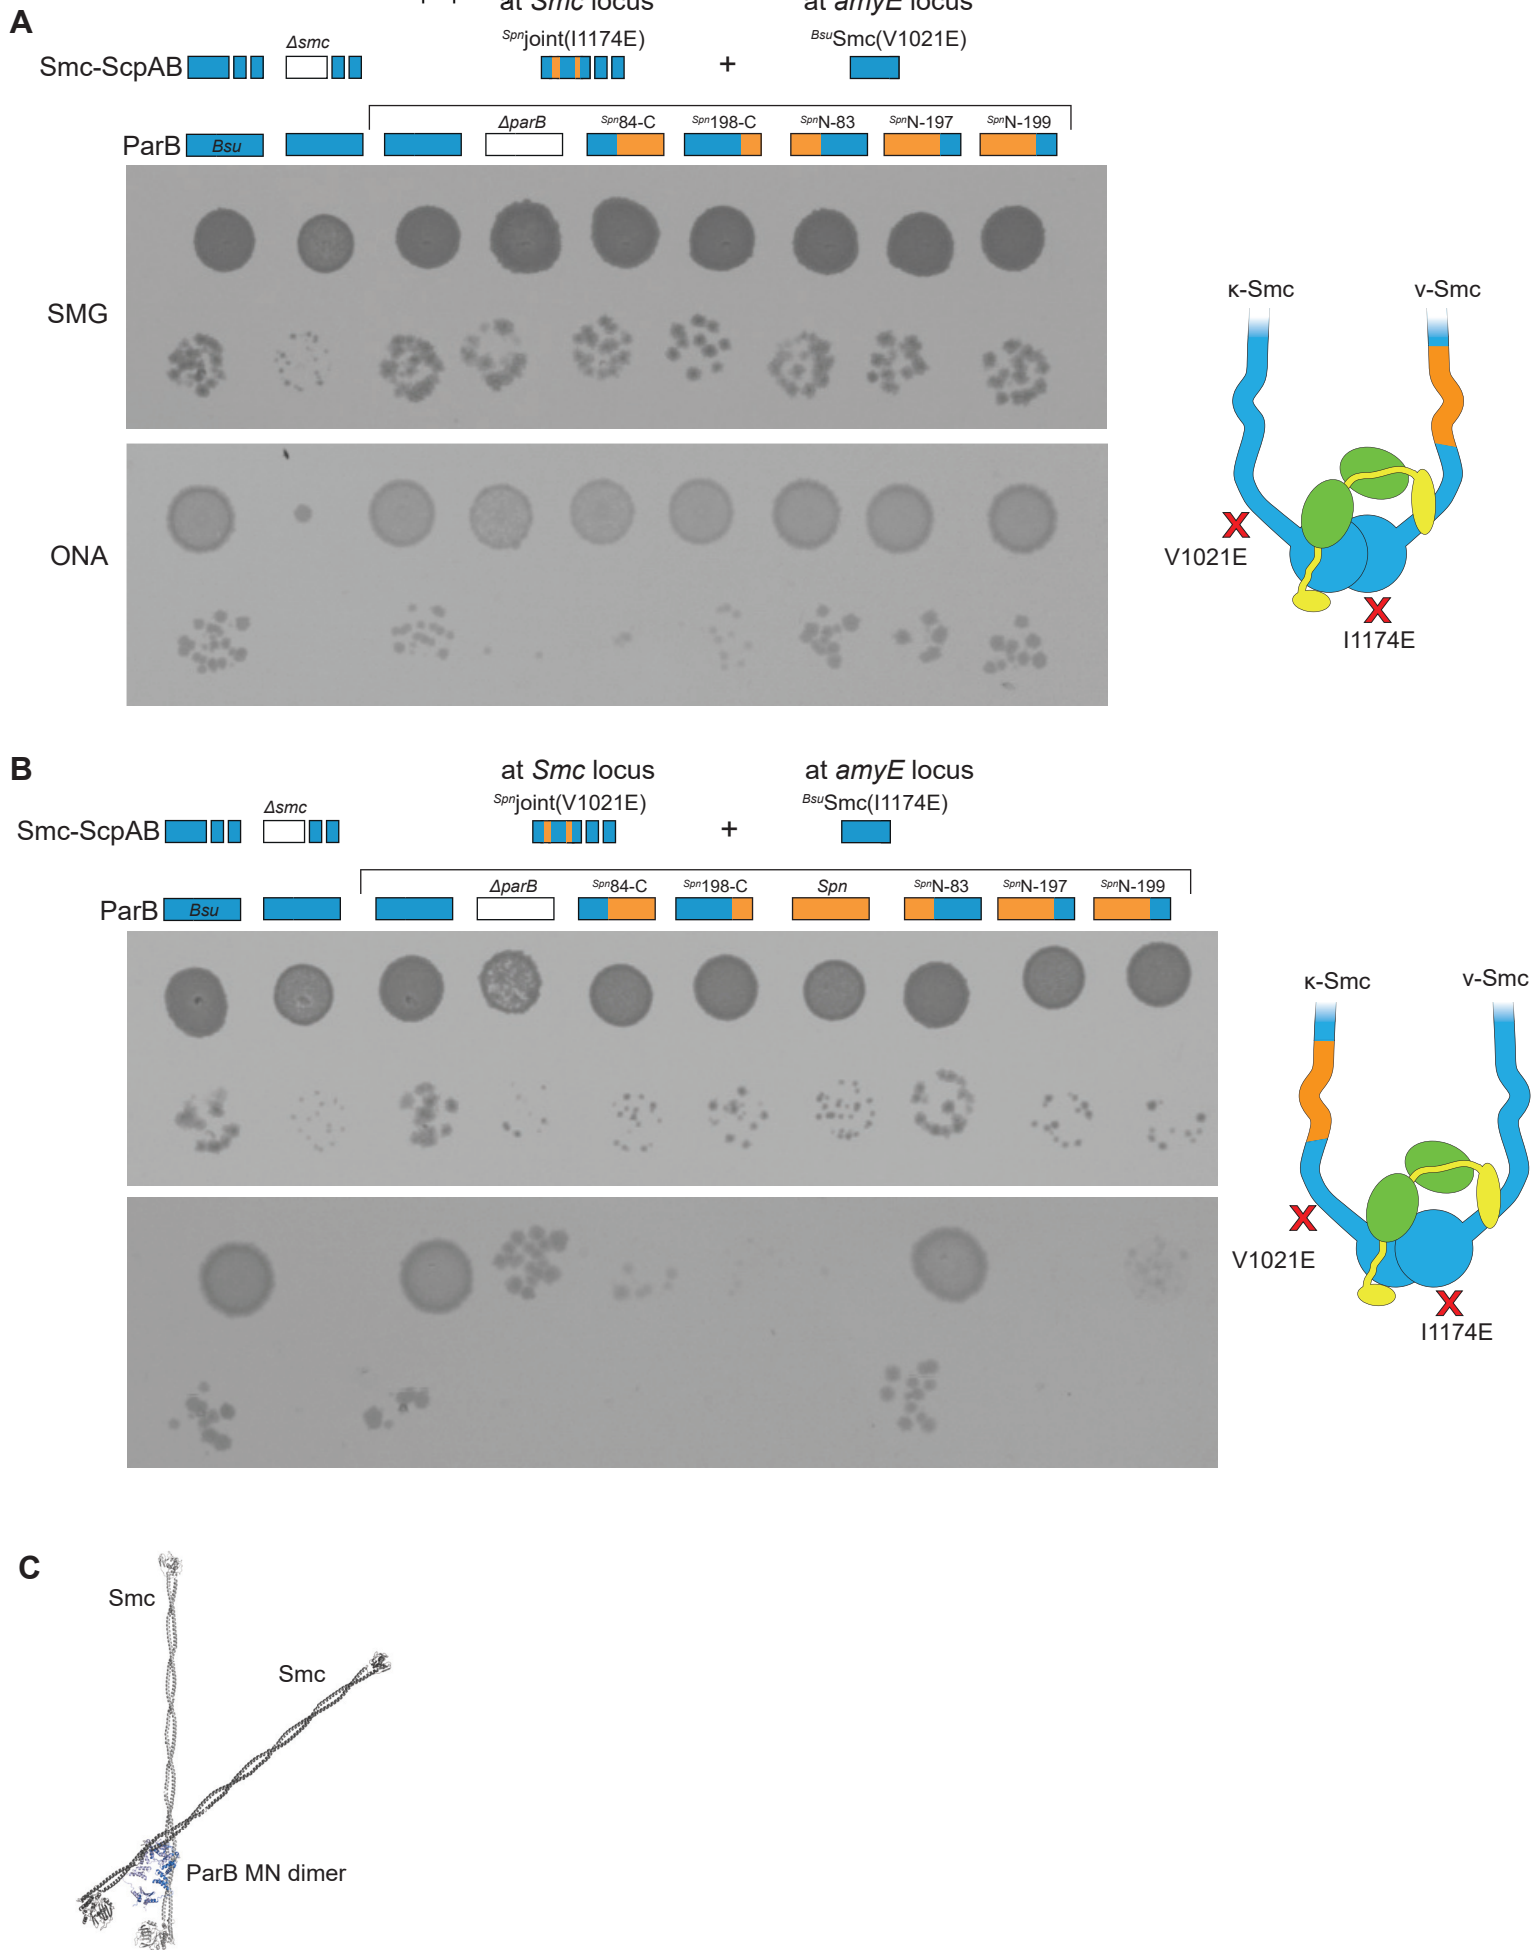 A
at Smc locus
at amyE locus
Δsmc
Spnjoint(I1174E)
BsuSmc(V1021E)
Smc-ScpAB
+
ΔparB
Spn84-C
Spn198-C
SpnN-83
SpnN-197
SpnN-199
ParB
Bsu
SMG
κ-Smc
ν-Smc
ONA
V1021E
I1174E
B
at Smc locus
at amyE locus
Δsmc
Spnjoint(V1021E)
BsuSmc(I1174E)
Smc-ScpAB
+
ΔparB
Spn84-C
Spn198-C
Spn
SpnN-83
SpnN-197
SpnN-199
ParB
Bsu
κ-Smc
ν-Smc
V1021E
I1174E
C
Smc
Smc
ParB MN dimer